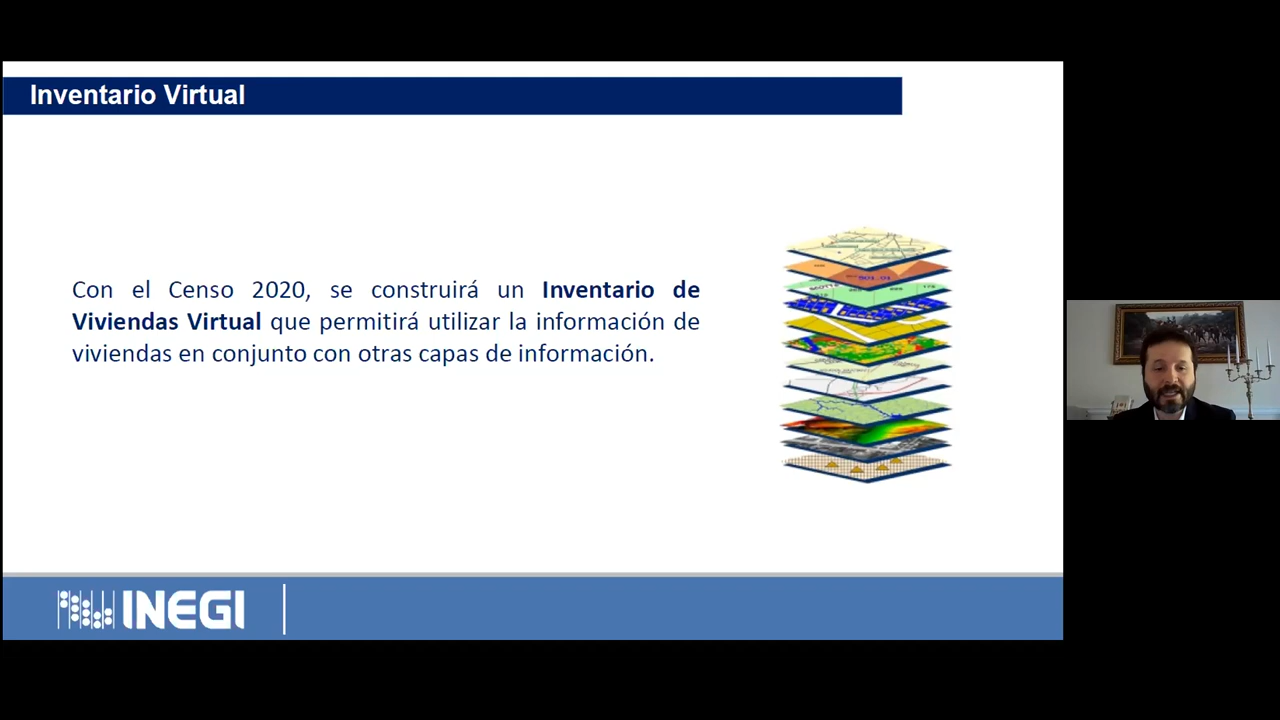 Inventario Virtual
Con el Censo 2020, se construirá un Inventario de
Viviendas Virtual que permitirá utilizar la información de
viviendas en conjunto con otras capas de información.
INEGI